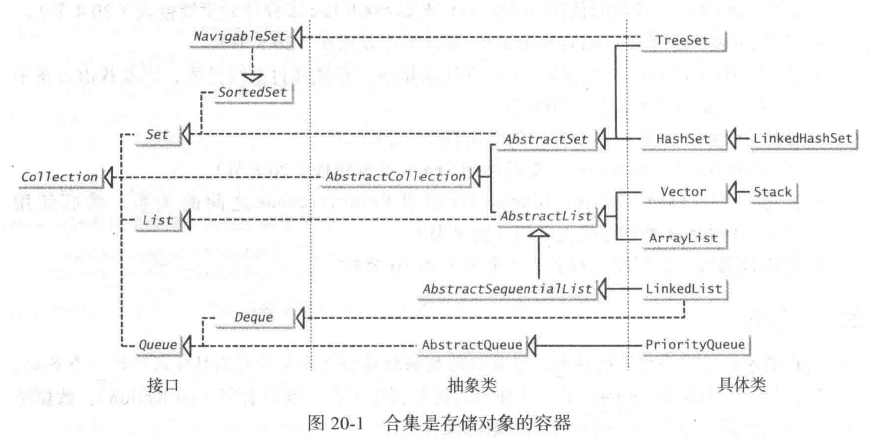 NavigableSet
TreeSet
SortedSet
Set
AbstractSet
HashSet
LinkedHashSet
Collection
AbstractCollection
Vector
Stack
List
AbstractList
ArrayList
AbstractSequentialList
LinkedList
Deque
Queue
AbstractQueue
PriorityQueue
接口
抽象类
具体类
图 20-1 合集是存储对象的容器